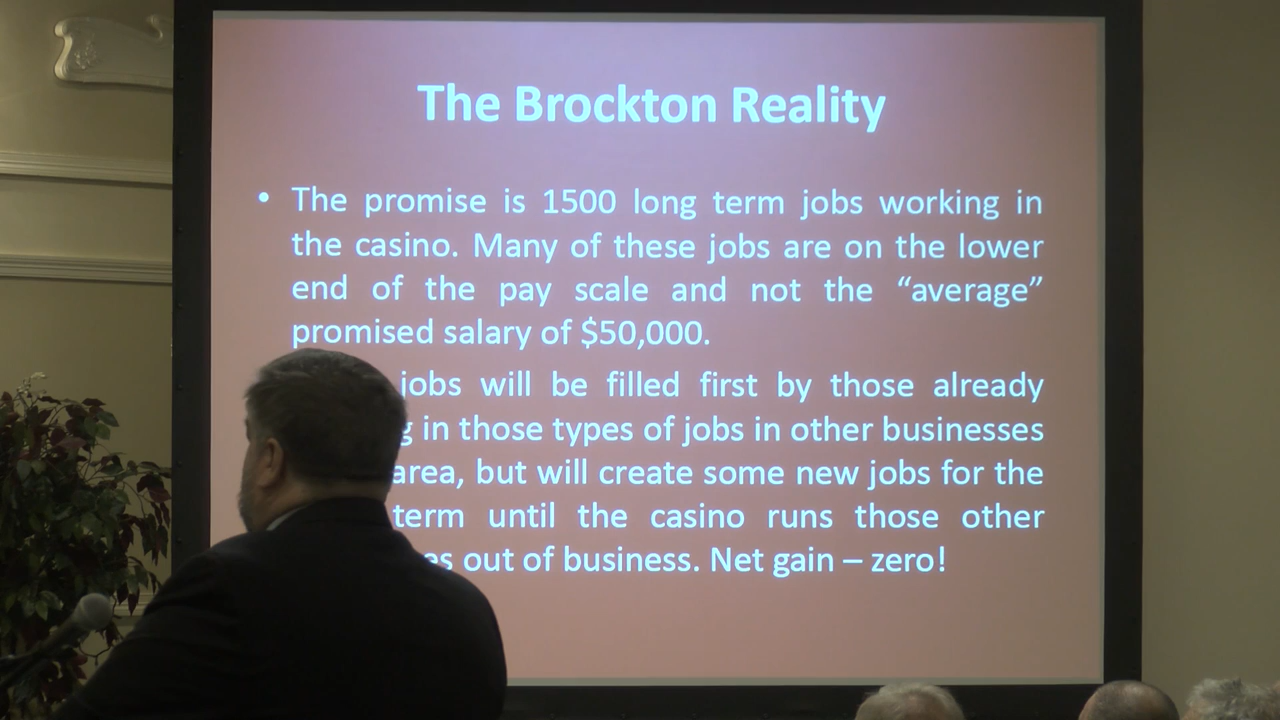 The Brockton Reality
• The promise is 1500 long term jobs working in
the casino. Many of these jobs are on the lower
end of the pay scale and not the “average”
promised salary of $50,000.
jobs will be filled first by those already
in those types of jobs in other businesses
area, but will create some new jobs for the
term until the casino runs those other
out of business. Net gain – zero!